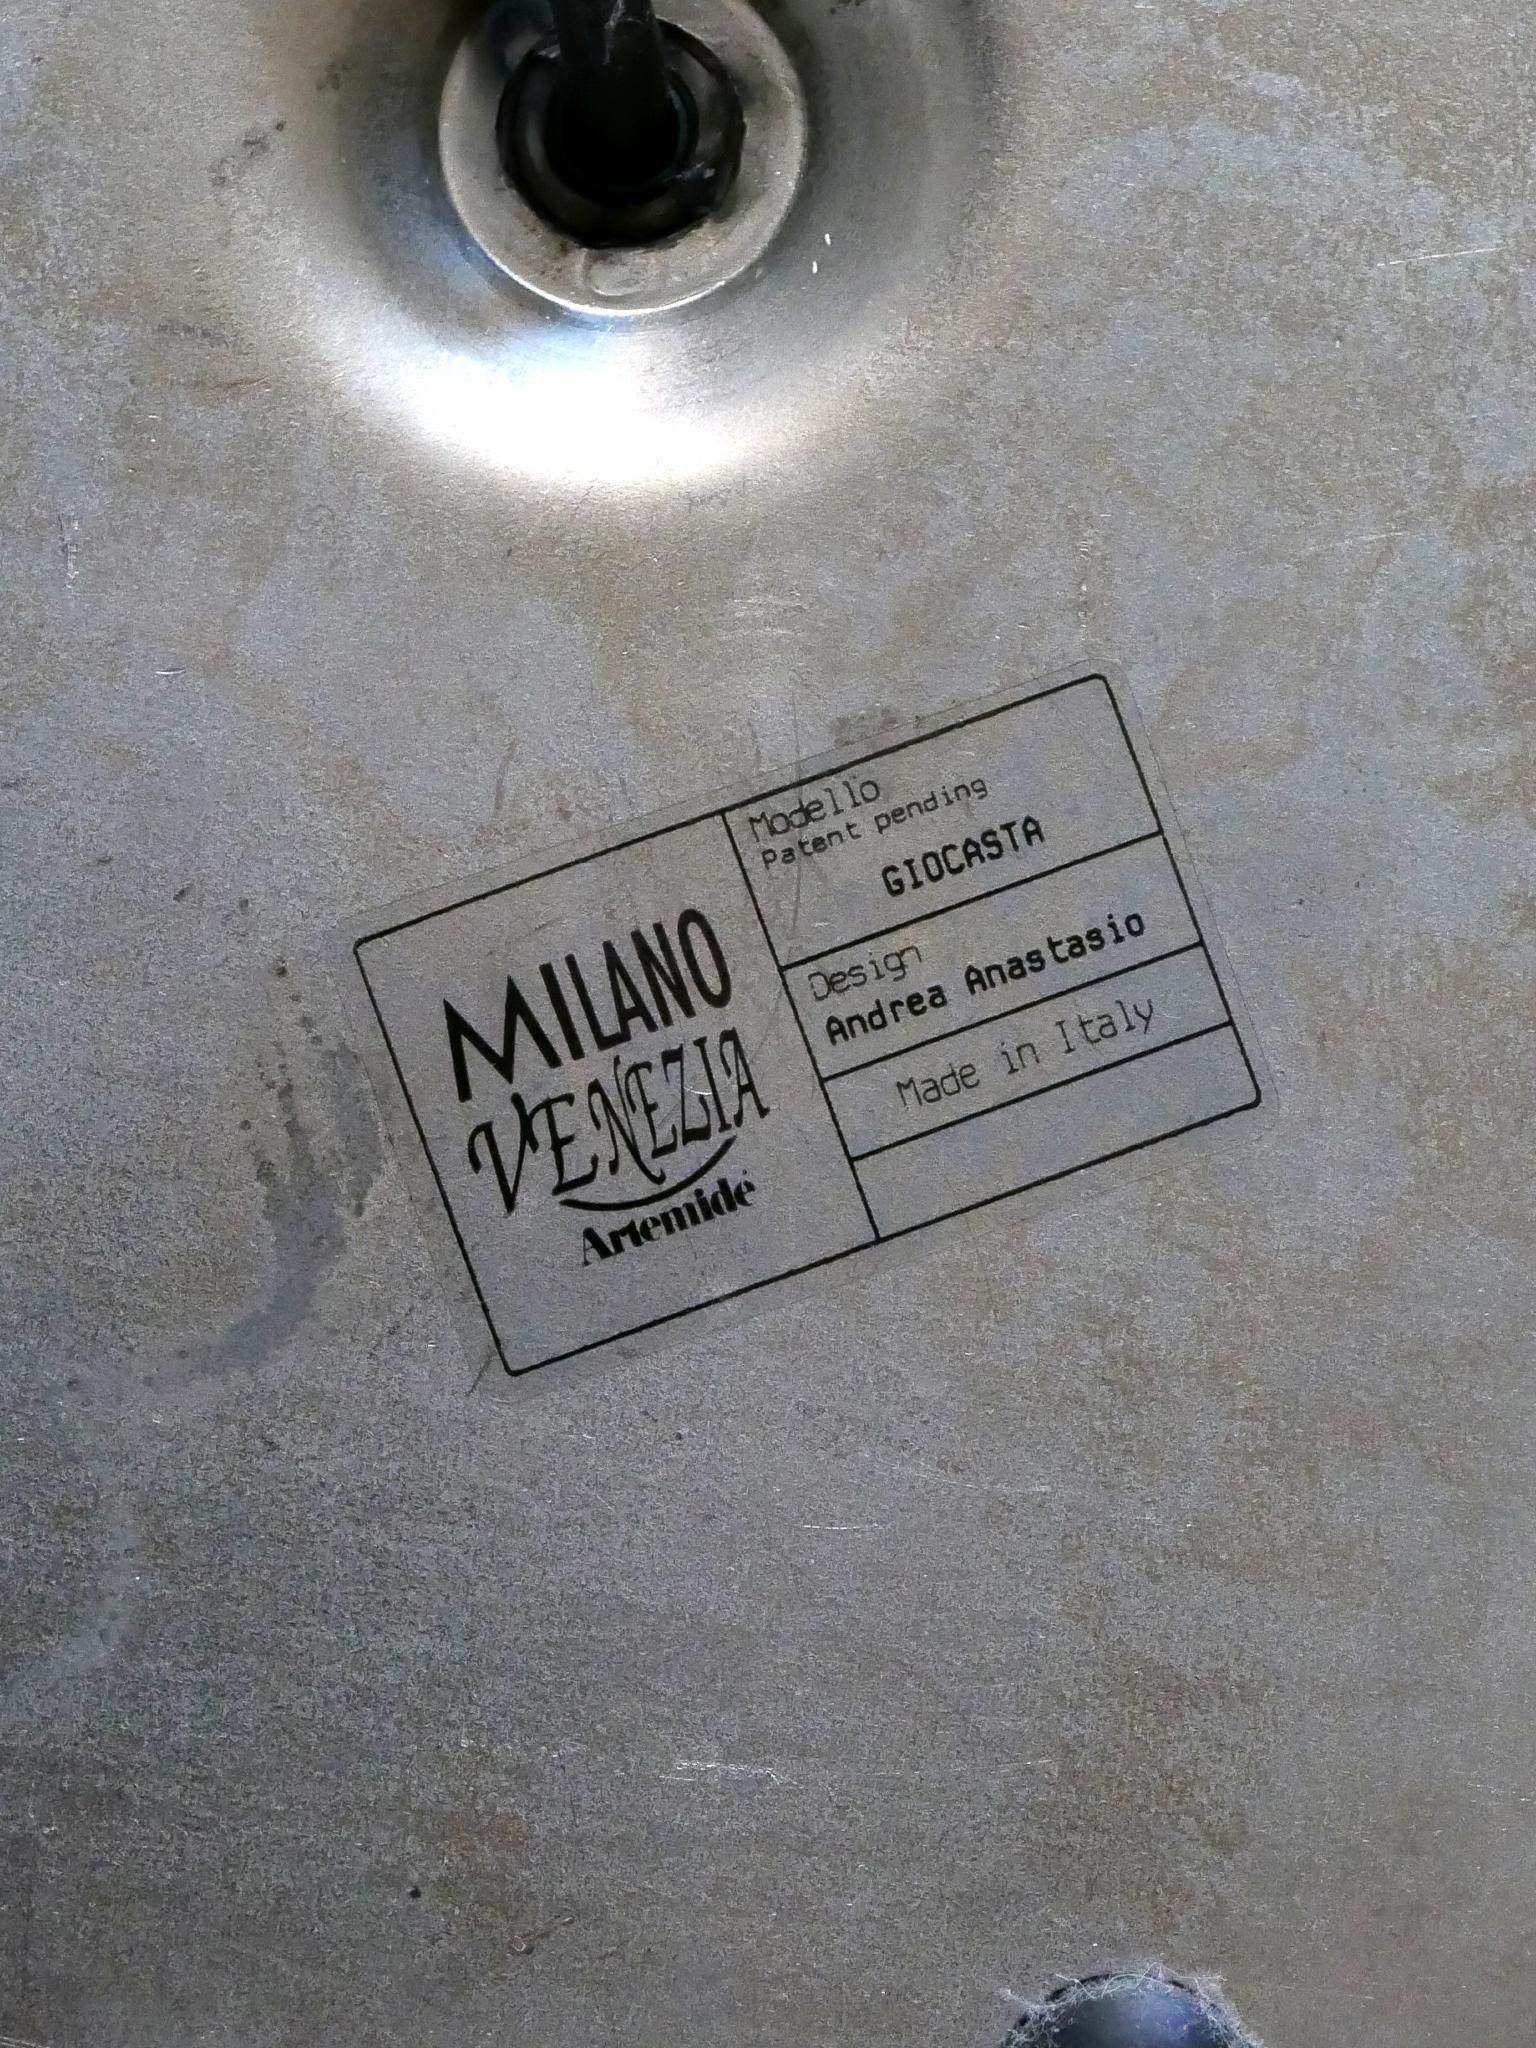 MILANO
VENEZIA
Artemide
Modello
Patent pending
GIOCASTA
Design
Andrea Anastasio
Made in Italy